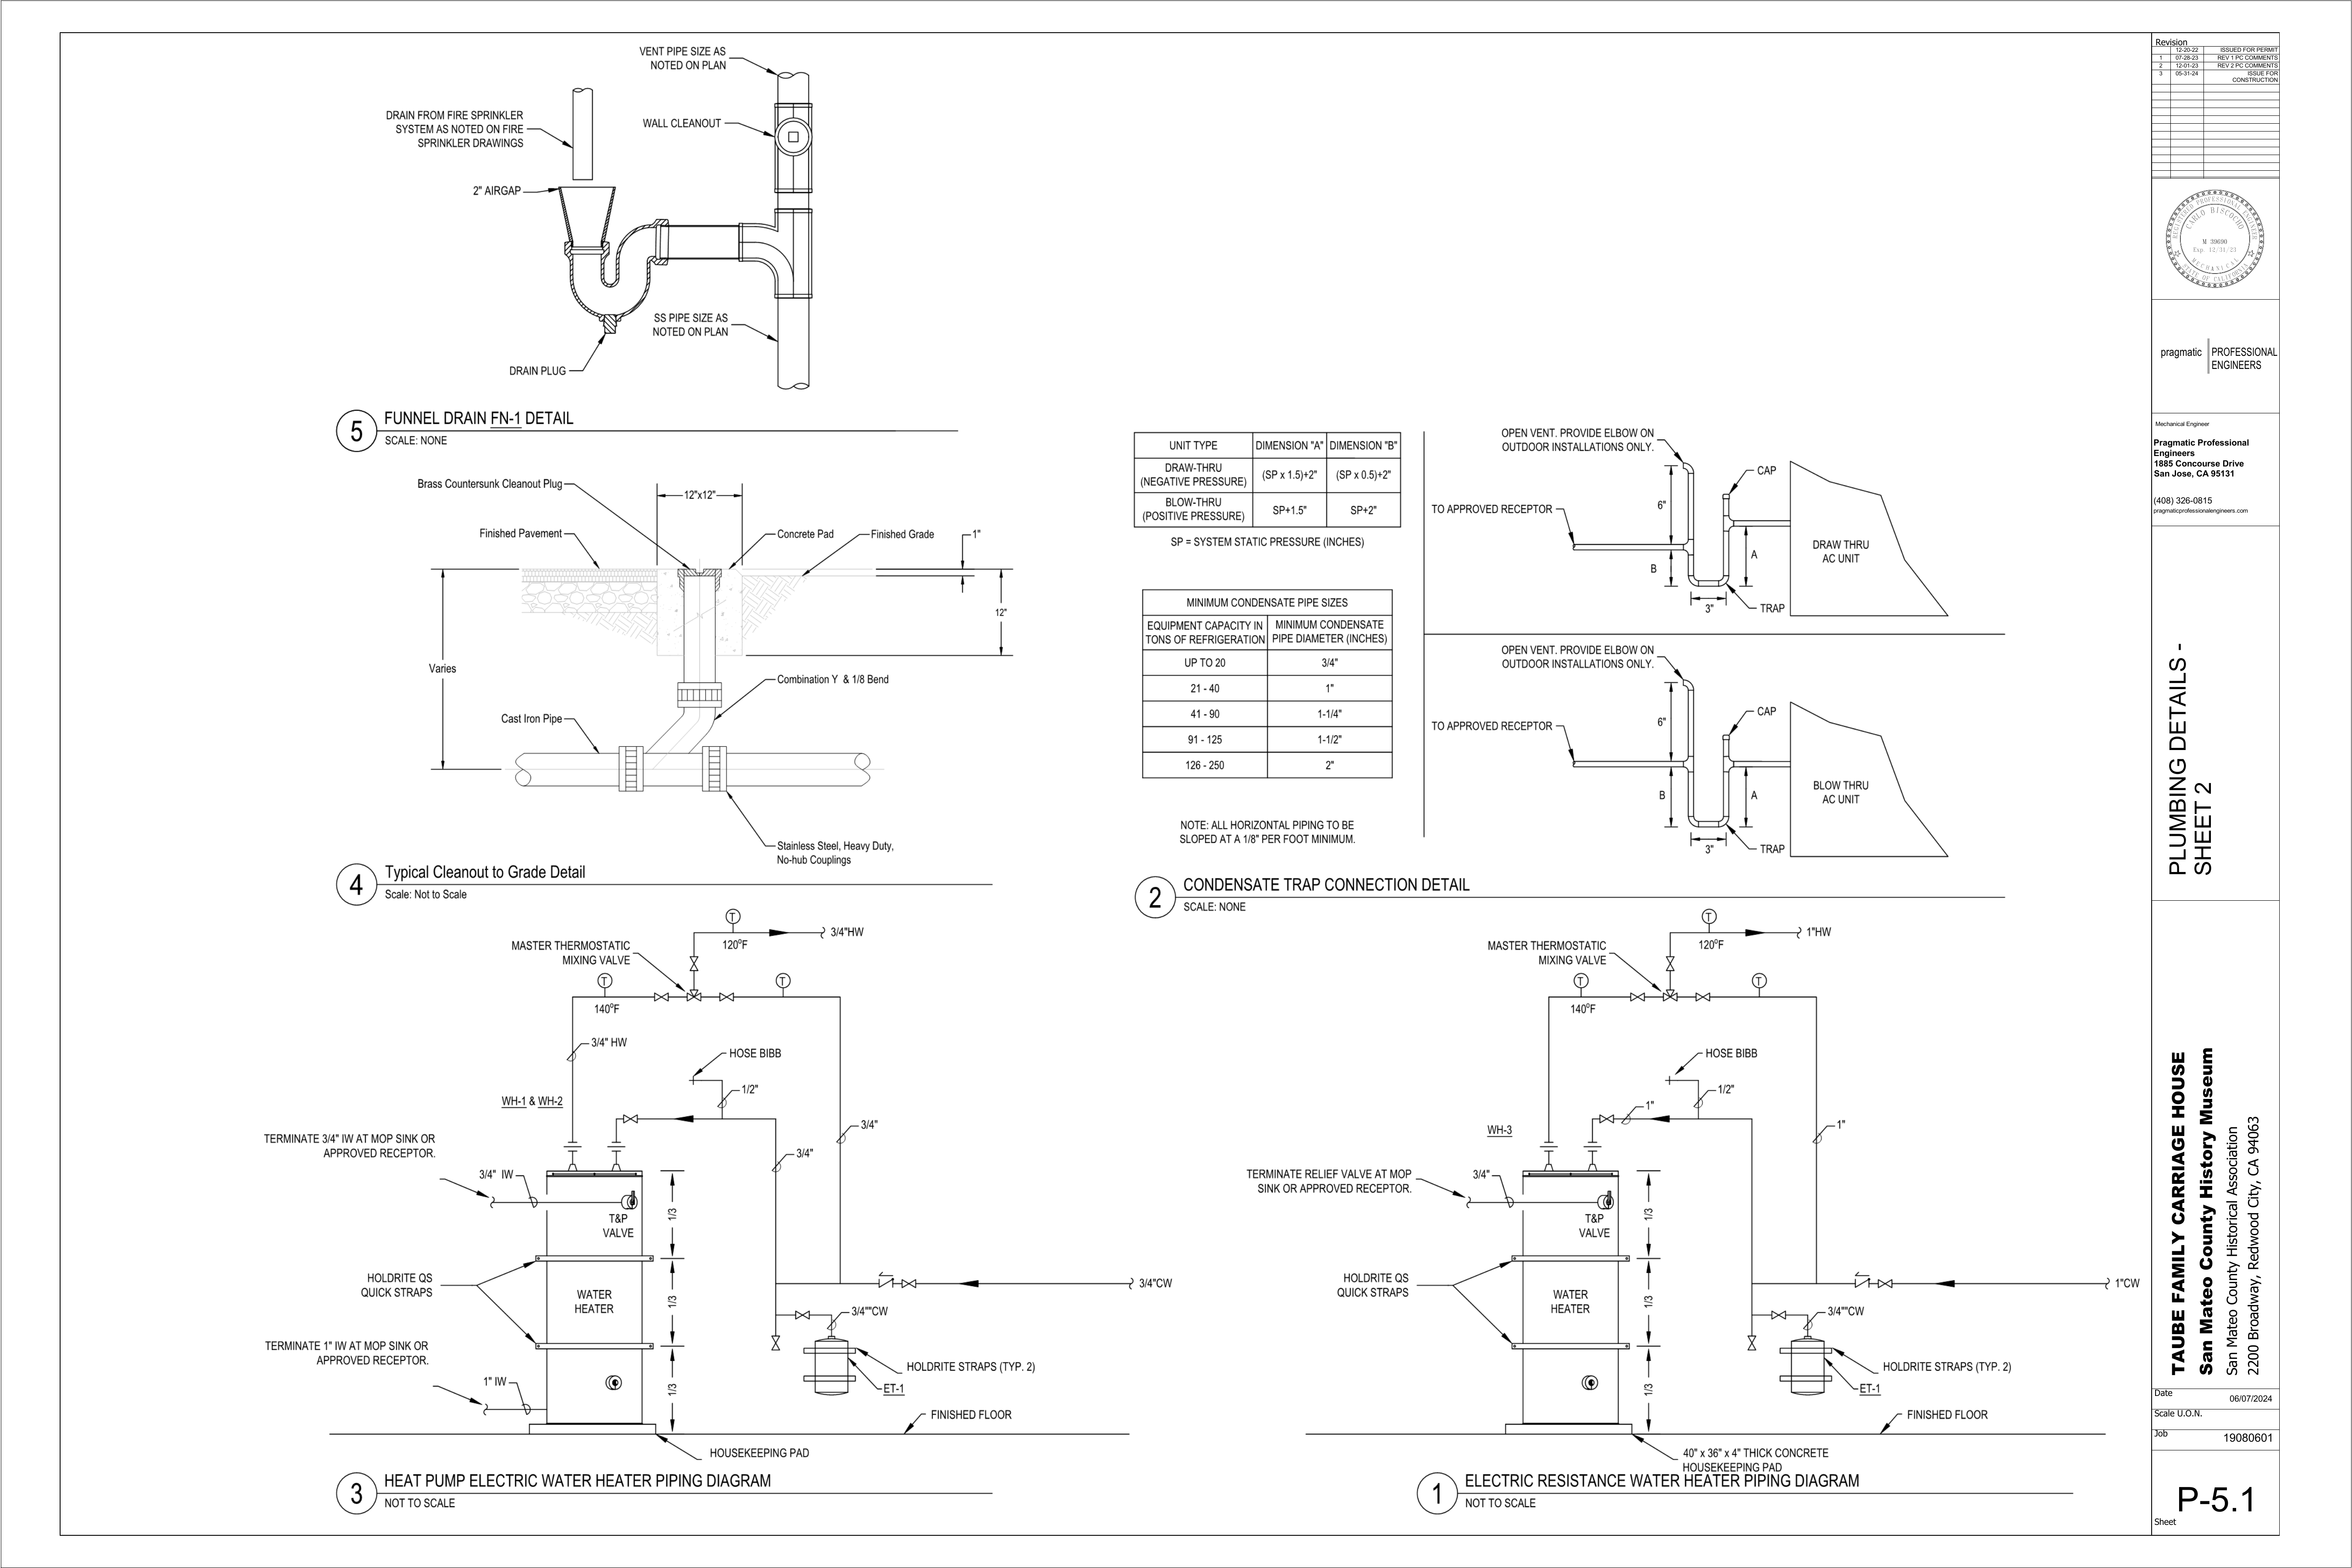 VENT PIPE SIZE AS
NOTED ON PLAN
DRAIN FROM FIRE SPRINKLER
SYSTEM AS NOTED ON FIRE
SPRINKLER DRAWINGS
WALL CLEANOUT
2" AIRGAP
SS PIPE SIZE AS
NOTED ON PLAN
DRAIN PLUG
5
FUNNEL DRAIN FN-1 DETAIL
SCALE: NONE
Brass Countersunk Cleanout Plug
12"x12"
Finished Pavement
Concrete Pad
Finished Grade
1"
12"
Varies
Combination Y & 1/8 Bend
Cast Iron Pipe
Stainless Steel, Heavy Duty,
No-hub Couplings
4
Typical Cleanout to Grade Detail
Scale: Not to Scale
UNIT TYPE DIMENSION "A" DIMENSION "B"
DRAW-THRU
(NEGATIVE PRESSURE)
(SP x 1.5)+2" (SP x 0.5)+2"
BLOW-THRU
(POSITIVE PRESSURE)
SP+1.5" SP+2"
SP = SYSTEM STATIC PRESSURE (INCHES)
MINIMUM CONDENSATE PIPE SIZES
EQUIPMENT CAPACITY IN
TONS OF REFRIGERATION
MINIMUM CONDENSATE
PIPE DIAMETER (INCHES)
UP TO 20 3/4"
21 - 40 1"
41 - 90 1-1/4"
91 - 125 1-1/2"
126 - 250 2"
NOTE: ALL HORIZONTAL PIPING TO BE
SLOPED AT A 1/8" PER FOOT MINIMUM.
OPEN VENT. PROVIDE ELBOW ON
OUTDOOR INSTALLATIONS ONLY.
CAP
6"
TO APPROVED RECEPTOR
DRAW THRU
AC UNIT
A
B
3"
TRAP
OPEN VENT. PROVIDE ELBOW ON
OUTDOOR INSTALLATIONS ONLY.
CAP
6"
TO APPROVED RECEPTOR
BLOW THRU
AC UNIT
B
A
3"
TRAP
2
CONDENSATE TRAP CONNECTION DETAIL
SCALE: NONE
T
120°F
3/4"HW
MASTER THERMOSTATIC
MIXING VALVE
T
T
140°F
3/4" HW
HOSE BIBB
1/2"
WH-1 & WH-2
3/4"
3/4"
TERMINATE 3/4" IW AT MOP SINK OR
APPROVED RECEPTOR.
3/4" IW
T&P
VALVE
1/3
HOLDRITE QS
QUICK STRAPS
WATER
HEATER
1/3
3/4"CW
3/4""CW
TERMINATE 1" IW AT MOP SINK OR
APPROVED RECEPTOR.
1" IW
1/3
HOLDRITE STRAPS (TYP. 2)
ET-1
FINISHED FLOOR
HOUSEKEEPING PAD
3
HEAT PUMP ELECTRIC WATER HEATER PIPING DIAGRAM
NOT TO SCALE
T
120°F
1"HW
MASTER THERMOSTATIC
MIXING VALVE
T
T
140°F
HOSE BIBB
1/2"
1"
WH-3
1"
TERMINATE RELIEF VALVE AT MOP
SINK OR APPROVED RECEPTOR.
3/4"
T&P
VALVE
1/3
HOLDRITE QS
QUICK STRAPS
WATER
HEATER
1/3
1"CW
3/4""CW
1/3
HOLDRITE STRAPS (TYP. 2)
ET-1
FINISHED FLOOR
40" x 36" x 4" THICK CONCRETE
HOUSEKEEPING PAD
1
ELECTRIC RESISTANCE WATER HEATER PIPING DIAGRAM
NOT TO SCALE
Revision
12-20-22 ISSUED FOR PERMIT
1 07-28-23 REV 1 PC COMMENTS
2 12-01-23 REV 2 PC COMMENTS
3 05-31-24 ISSUE FOR
CONSTRUCTION
REGISTERED PROFESSIONAL ENGINEER
CARLO BISCOCHO
M 39690
Exp. 12/31/23
MECHANICAL
STATE OF CALIFORNIA
pragmatic PROFESSIONAL
ENGINEERS
Mechanical Engineer
Pragmatic Professional
Engineers
1885 Concourse Drive
San Jose, CA 95131
(408) 326-0815
pragmaticprofessionalengineers.com
PLUMBING DETAILS -
SHEET 2
TAUBE FAMILY CARRIAGE HOUSE
San Mateo County History Museum
San Mateo County Historical Association
2200 Broadway, Redwood City, CA 94063
Date
06/07/2024
Scale U.O.N.
Job
19080601
P-5.1
Sheet